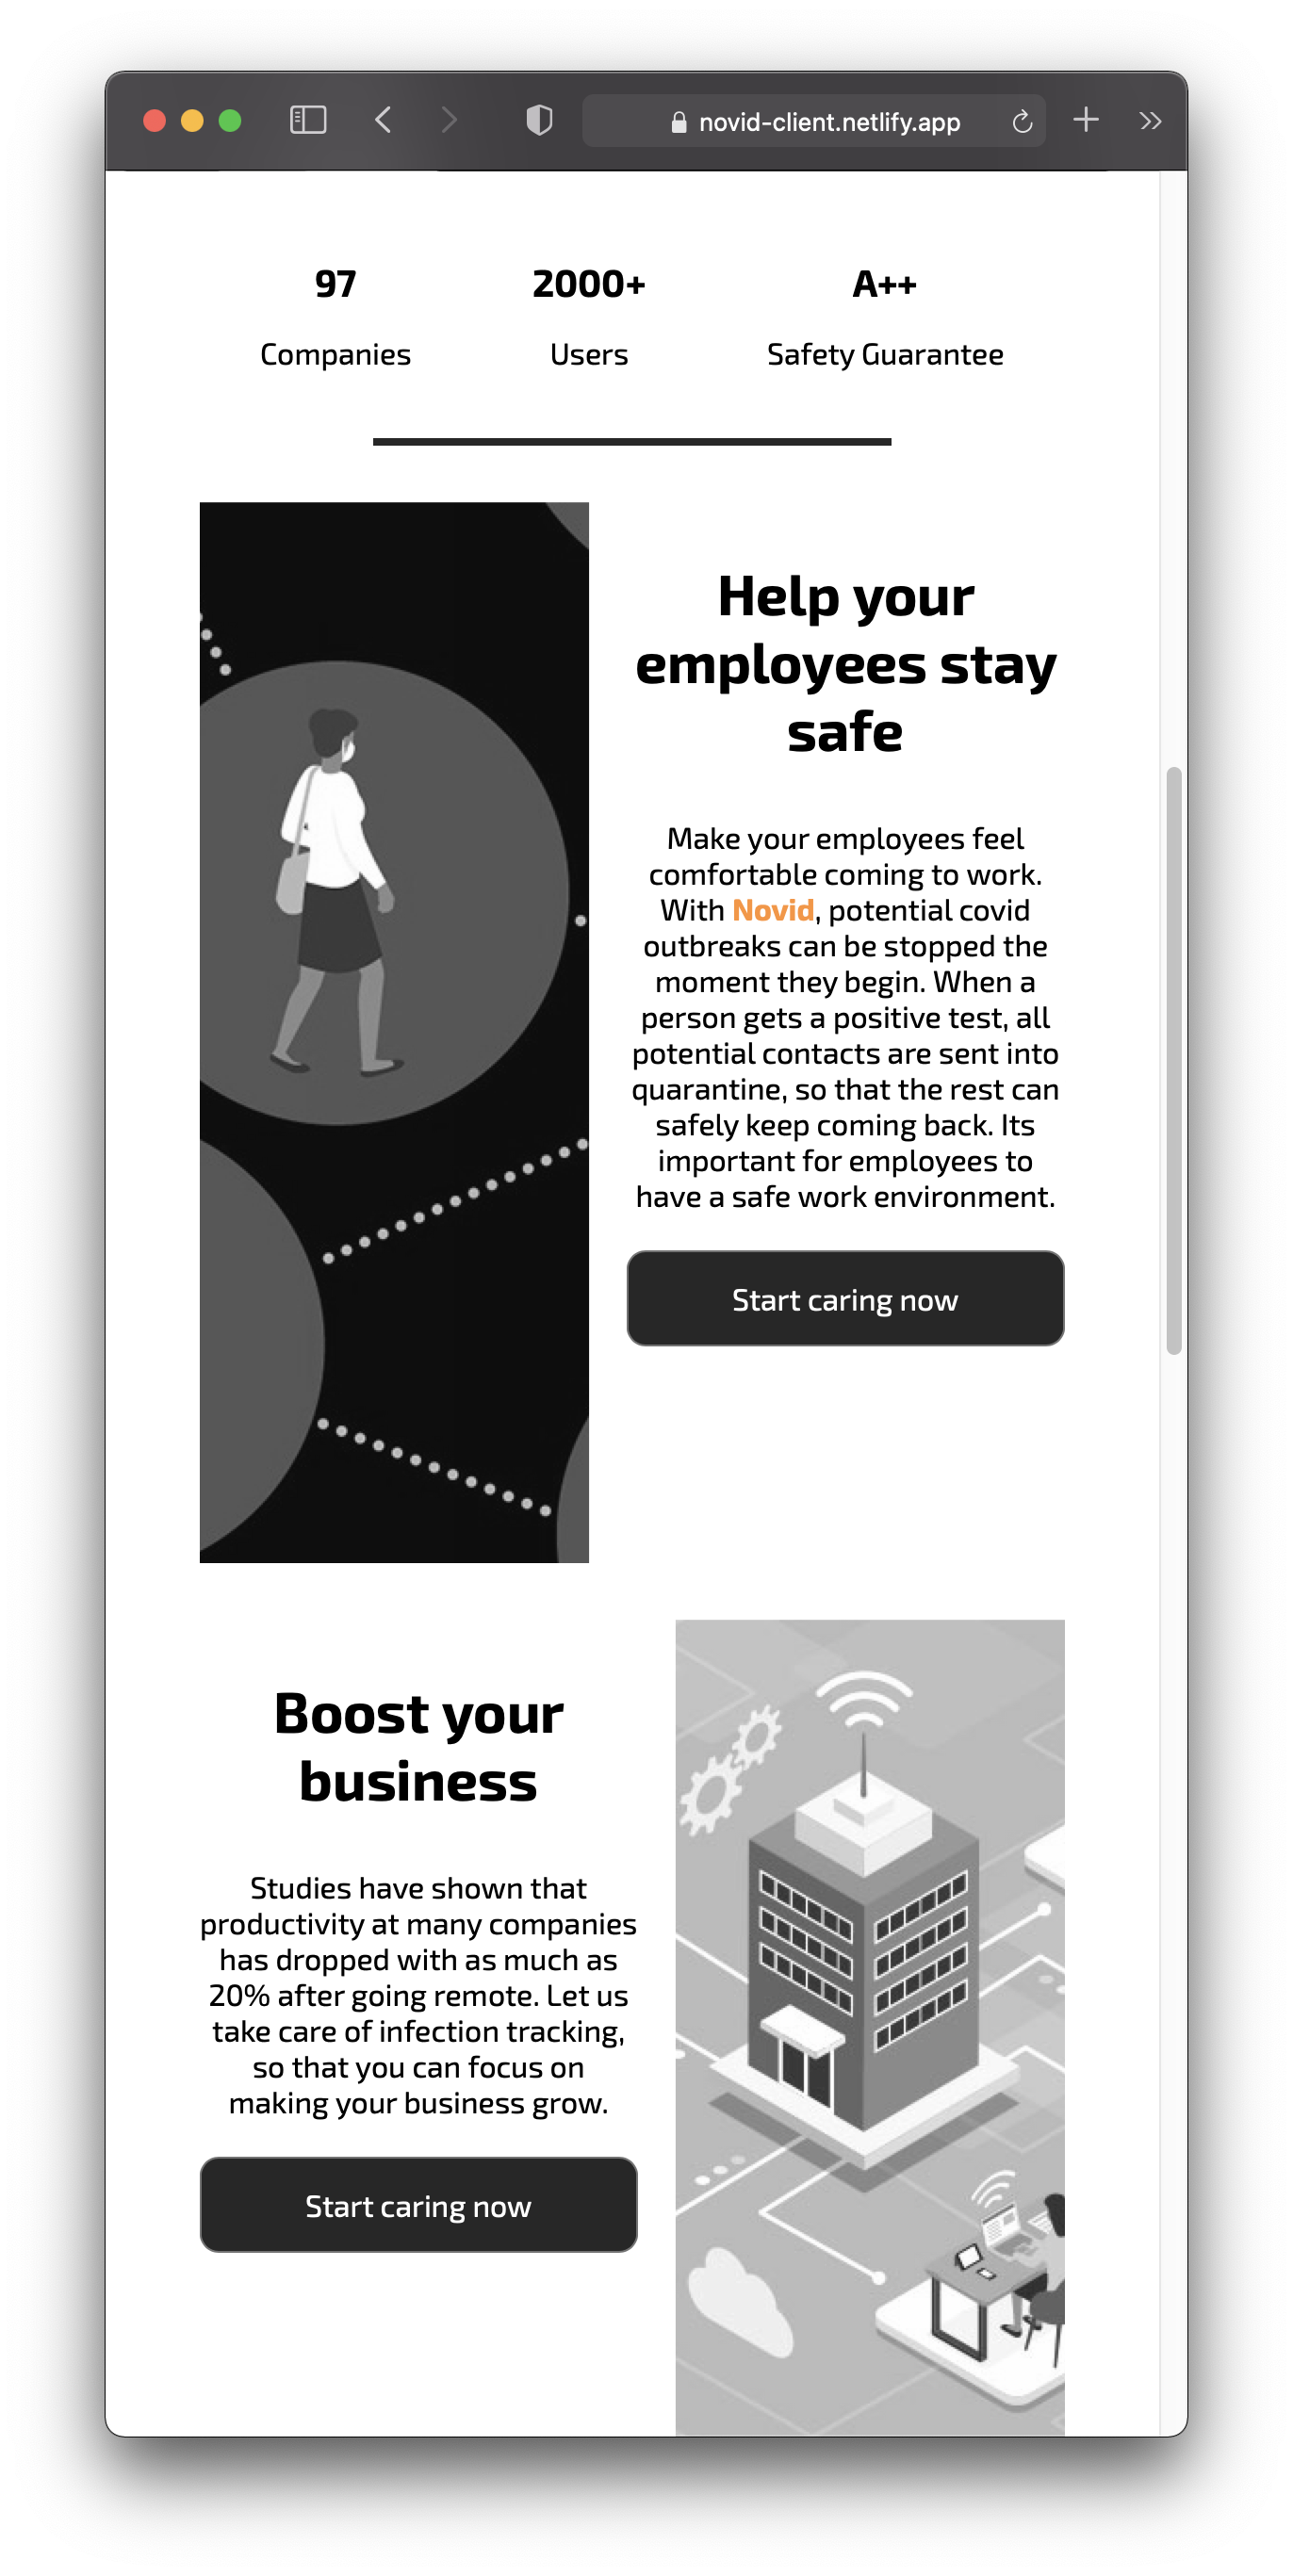 novid-client.netlify.app
97
2000+
A++
Companies
Users
Safety Guarantee
Help your
employees stay
safe
Make your employees feel
comfortable coming to work.
With Novid, potential covid
outbreaks can be stopped the
moment they begin. When a
person gets a positive test, all
potential contacts are sent into
quarantine, so that the rest can
safely keep coming back. Its
important for employees to
have a safe work environment.
Start caring now
Boost your
business
Studies have shown that
productivity at many companies
has dropped with as much as
20% after going remote. Let us
take care of infection tracking,
so that you can focus on
making your business grow.
Start caring now